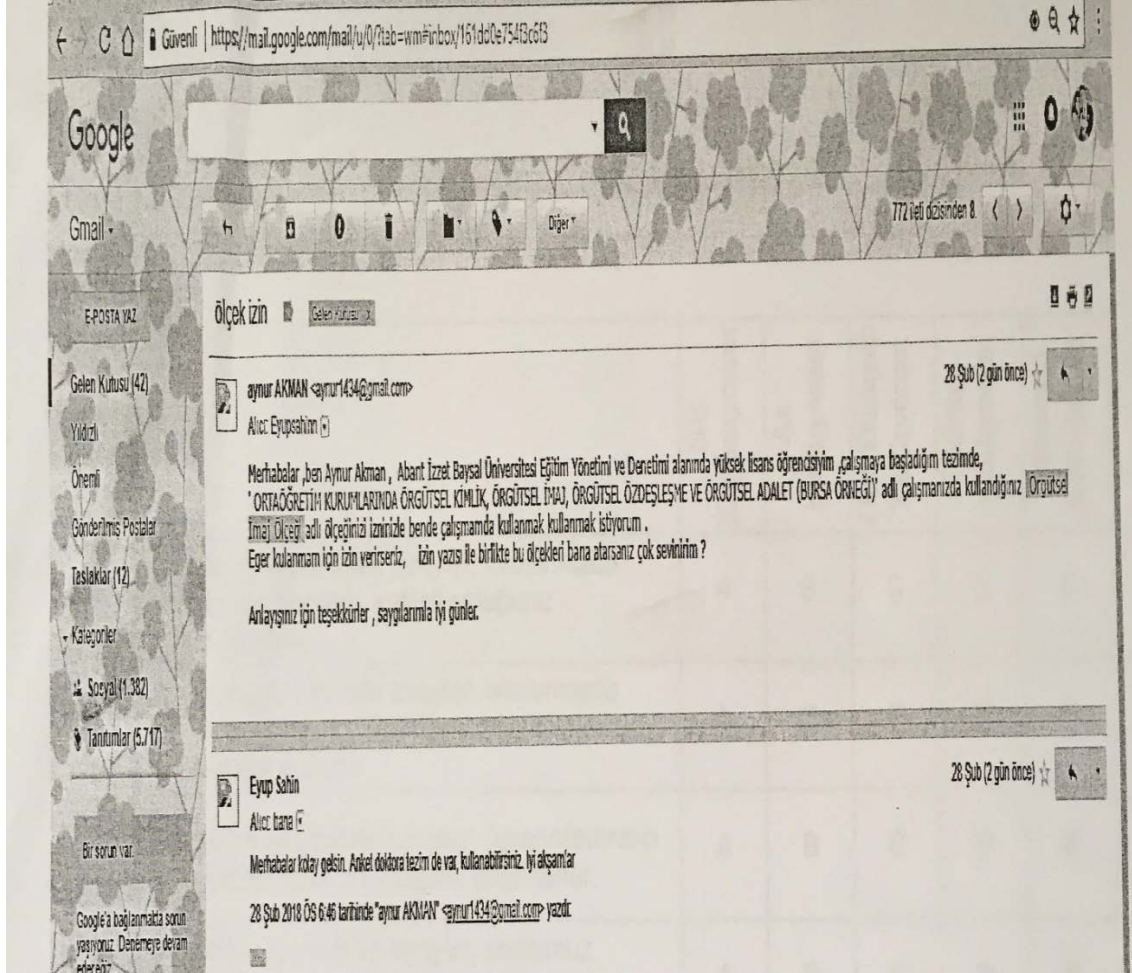 Güvenli | https://mail.google.com/mail/u/0/?tab=wm#inbox/161dd0e754f3c6f3
Google
Gmail
Diğer
772 ileti dizisinden 8.
E-POSTA YAZ
Gelen Kutusu (42)
Yıldızlı
Önemli
Gönderilmiş Postalar
Taslaklar (12)
Kategoriler
Sosyal (1.382)
Tanıtımlar (5.717)
Bir sorun var.
Google'a bağlanmakta sorun
yaşıyoruz. Denemeye devam
edeceğiz
ölçek izin
Gelen Kutusu x
aynur AKMAN <aynur1434@gmail.com>
28 Şub (2 gün önce)
Alıcı: Eyupsahinn
Merhabalar ,ben Aynur Akman , Abant İzzet Baysal Üniversitesi Eğitim Yönetimi ve Denetimi alanında yüksek lisans öğrencisiyim ,çalışmaya başladığım tezimde,
' ORTAÖĞRETİM KURUMLARINDA ÖRGÜTSEL KİMLİK, ÖRGÜTSEL İMAJ, ÖRGÜTSEL ÖZDEŞLEŞME VE ÖRGÜTSEL ADALET (BURSA ÖRNEĞİ)' adlı çalışmanızda kullandığınız Örgütsel
İmaj Ölçeği adlı ölçeğinizi izninizle bende çalışmamda kullanmak kullanmak istiyorum .
Eger kulanmam için izin verirseniz, izin yazısı ile birlikte bu ölçekleri bana atarsanız çok sevinirim ?
Anlayışınız için teşekkürler , saygılarımla iyi günler.
Eyup Sahin
28 Şub (2 gün önce)
Alıcı: bana
Merhabalar kolay gelsin. Anket doktora tezim de var, kullanabilirsiniz. Iyi akşamlar
28 Şub 2018 ÖS 6:46 tarihinde "aynur AKMAN" <aynur1434@gmail.com> yazdı: